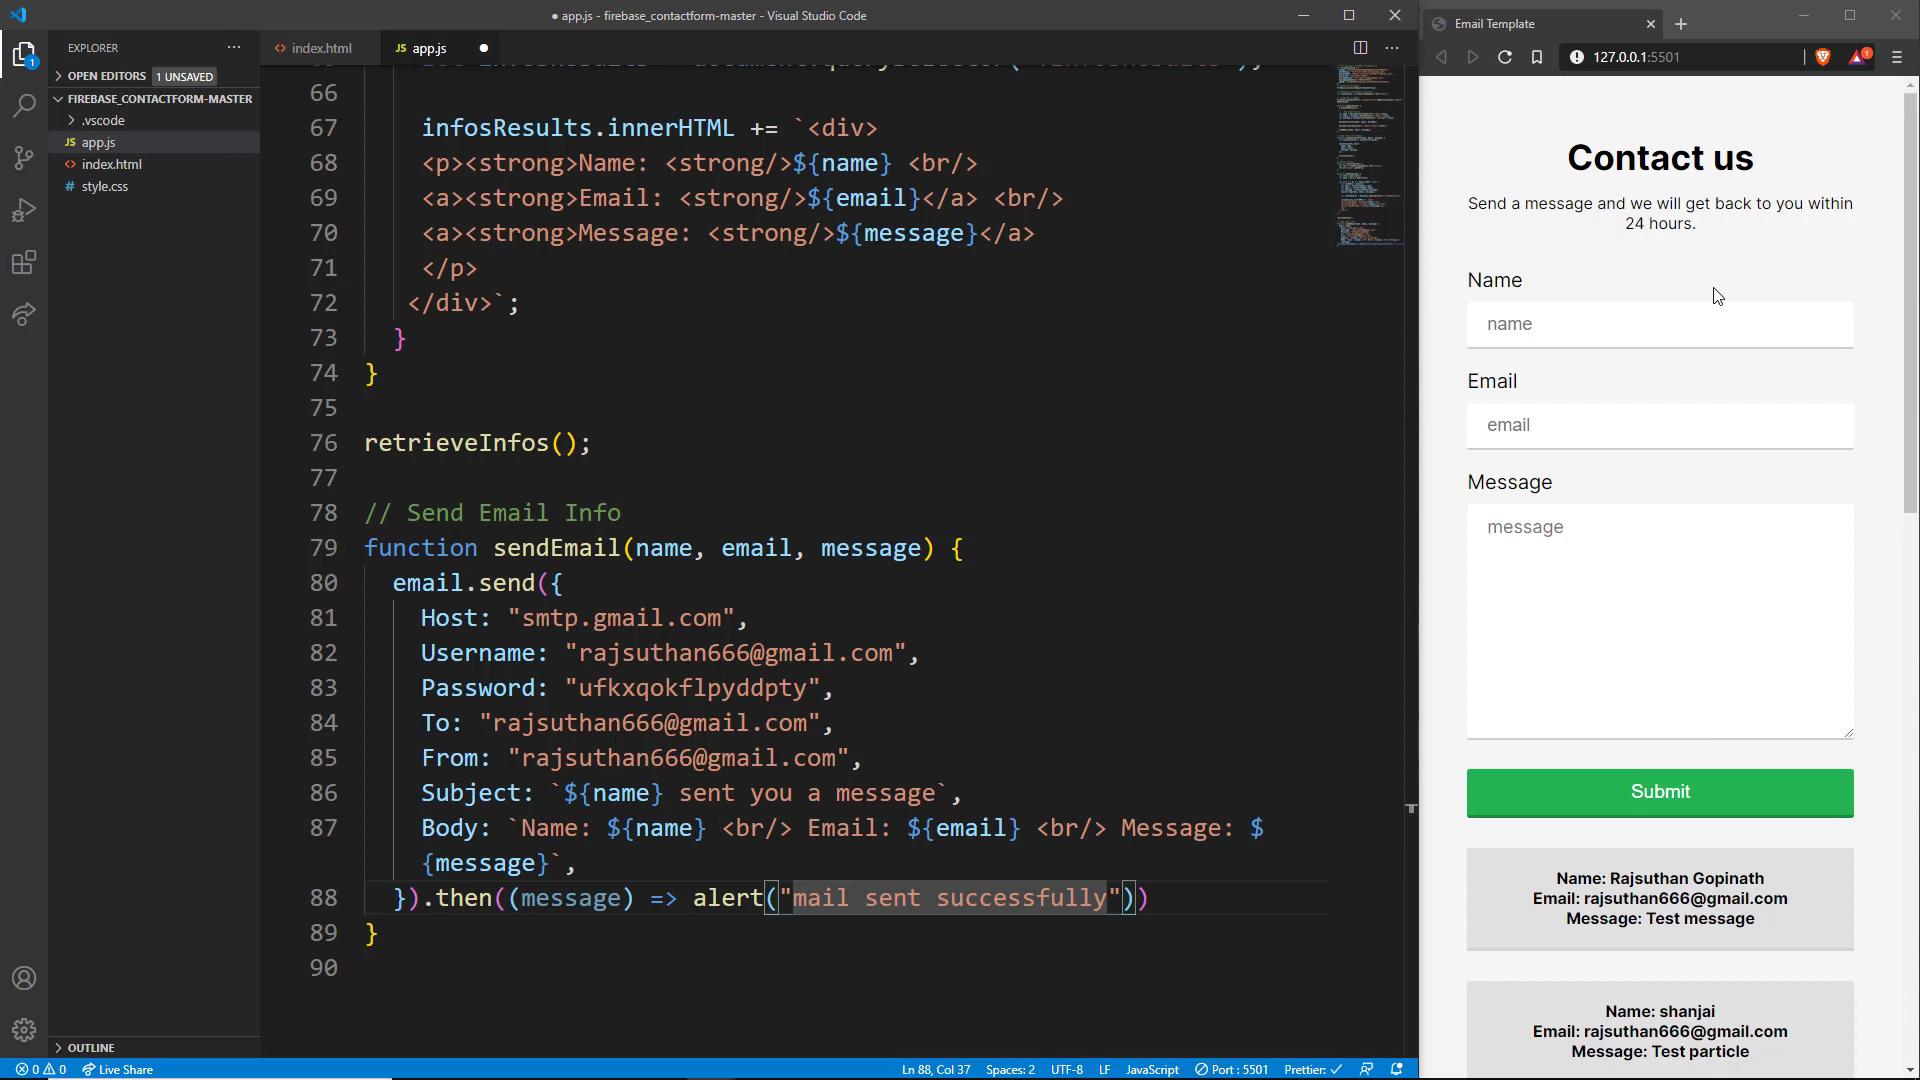 app.js - firebase_contactform-master - Visual Studio Code
EXPLORER
OPEN EDITORS 1 UNSAVED
FIREBASE_CONTACTFORM-MASTER
.vscode
JS app.js
index.html
# style.css
OUTLINE
1
index.html
JS app.js
66
67 infosResults.innerHTML += `<div>
68 <p><strong>Name: <strong/>${name} <br/>
69 <a><strong>Email: <strong/>${email}</a> <br/>
70 <a><strong>Message: <strong/>${message}</a>
71 </p>
72 </div>`;
73 }
74 }
75
76 retrieveInfos();
77
78 // Send Email Info
79 function sendEmail(name, email, message) {
80 email.send({
81 Host: "smtp.gmail.com",
82 Username: "rajsuthan666@gmail.com",
83 Password: "ufkxqokflpyddpty",
84 To: "rajsuthan666@gmail.com",
85 From: "rajsuthan666@gmail.com",
86 Subject: `${name} sent you a message`,
87 Body: `Name: ${name} <br/> Email: ${email} <br/> Message: $
{message}`,
88 }).then((message) => alert("mail sent successfully"))
89 }
90
0 0 Live Share
Ln 88, Col 37 Spaces: 2 UTF-8 LF JavaScript Port : 5501 Prettier: ✓
Email Template
127.0.0.1:5501
1
Contact us
Send a message and we will get back to you within
24 hours.
Name
name
Email
email
Message
message
Submit
Name: Rajsuthan Gopinath
Email: rajsuthan666@gmail.com
Message: Test message
Name: shanjai
Email: rajsuthan666@gmail.com
Message: Test particle